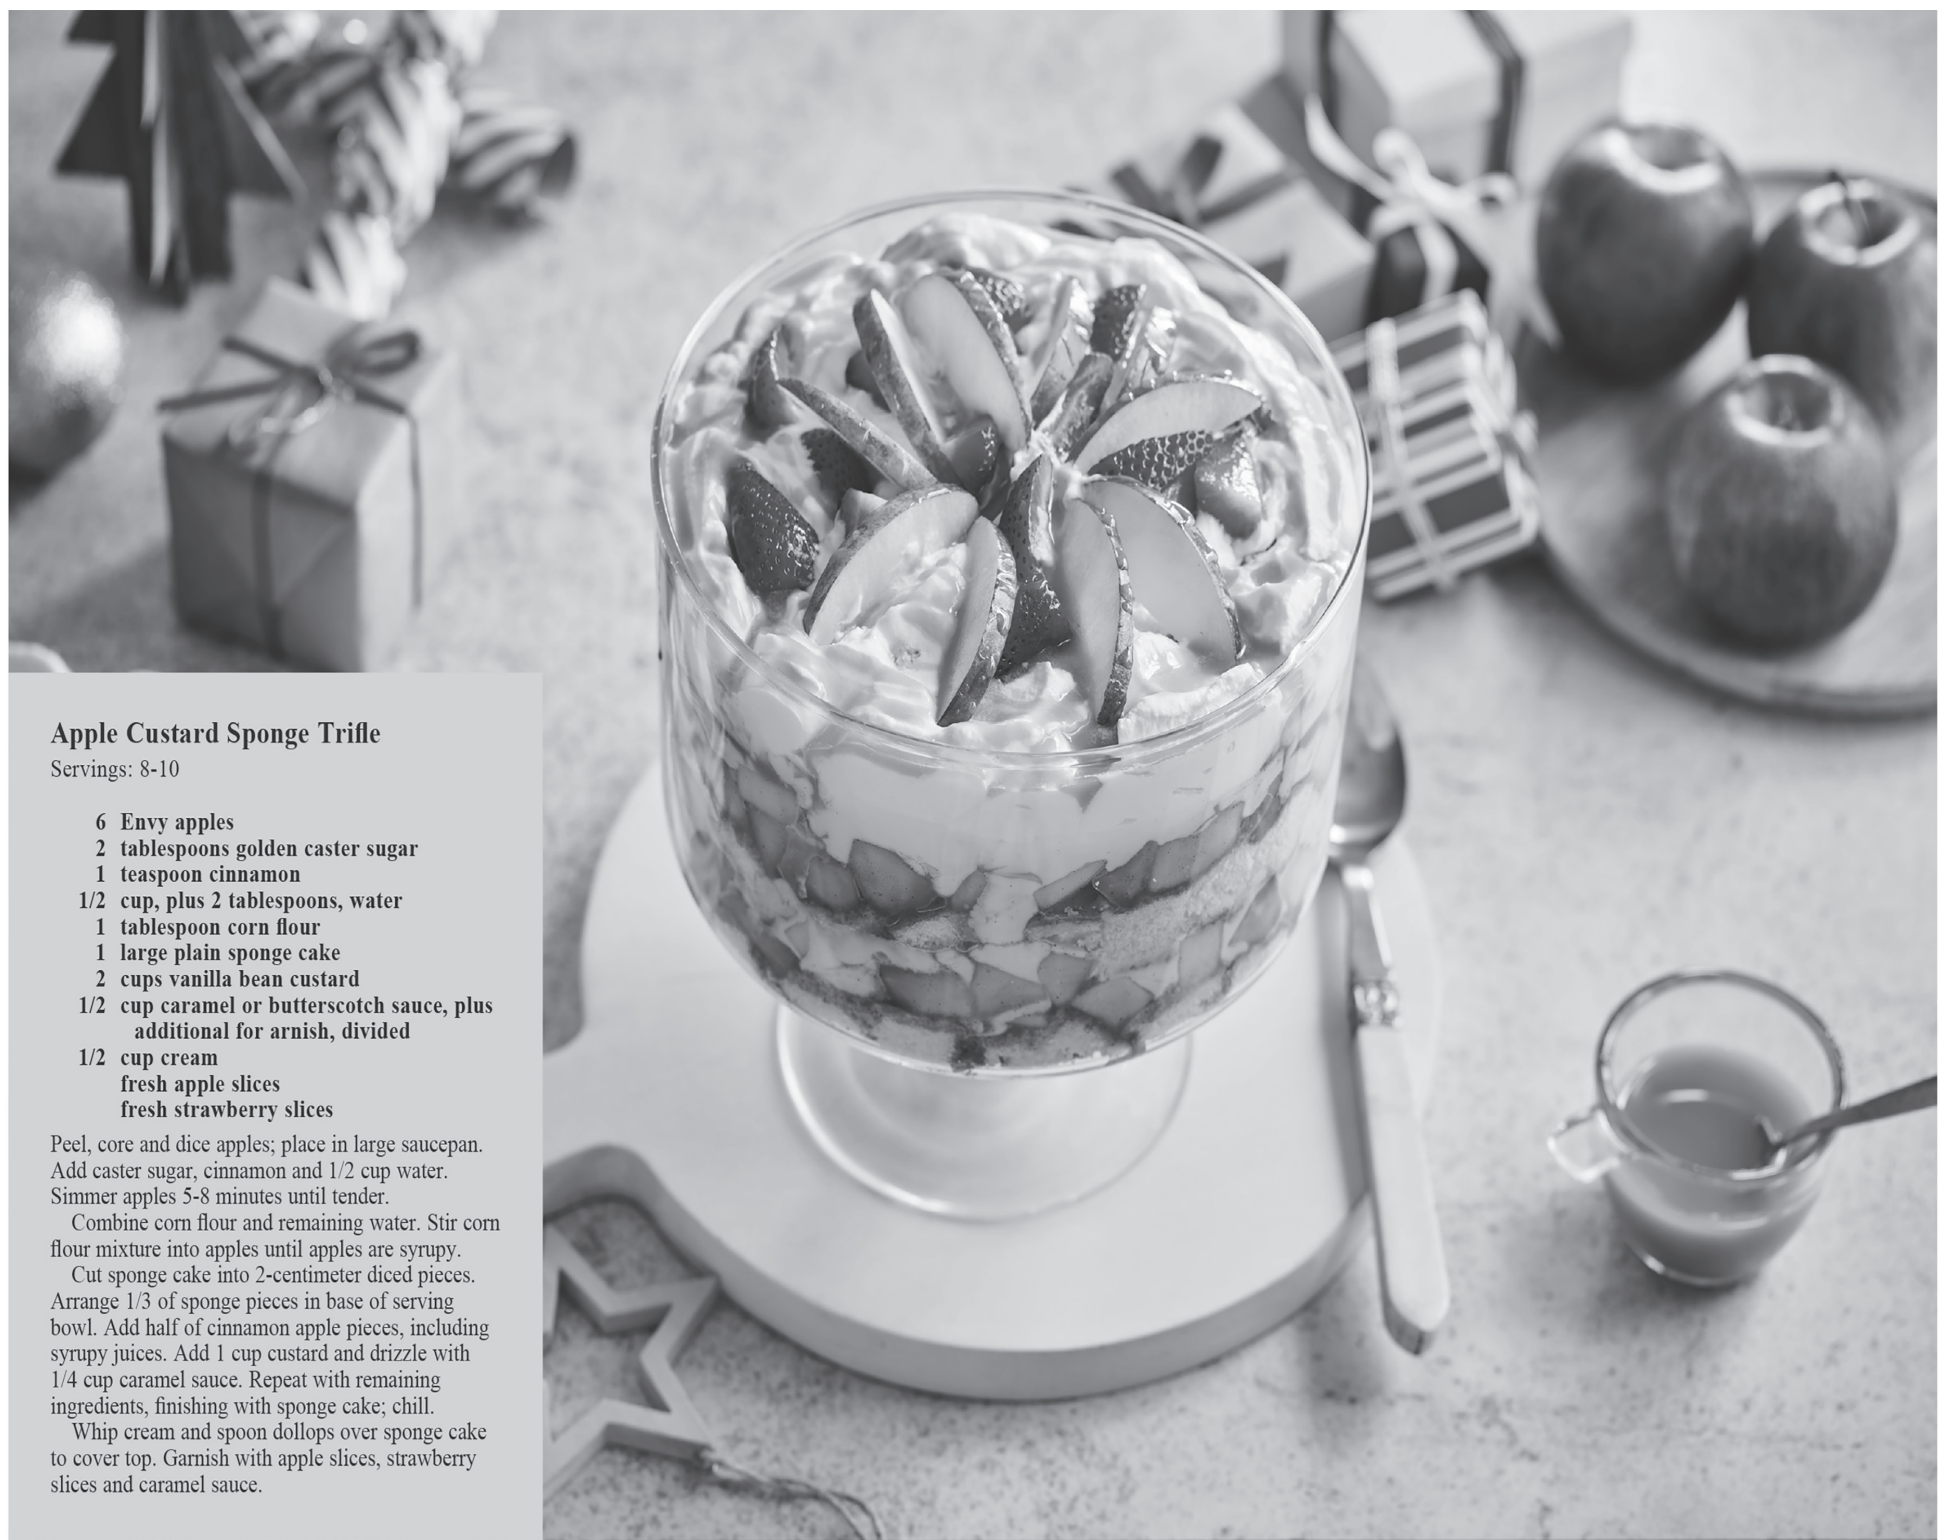 Apple Custard Sponge Trifle
Servings: 8-10
6 Envy apples
2 tablespoons golden caster sugar
1 teaspoon cinnamon
1/2 cup, plus 2 tablespoons, water
1 tablespoon corn flour
1 large plain sponge cake
2 cups vanilla bean custard
1/2 cup caramel or butterscotch sauce, plus
additional for arnish, divided
1/2 cup cream
fresh apple slices
fresh strawberry slices
Peel, core and dice apples; place in large saucepan.
Add caster sugar, cinnamon and 1/2 cup water.
Simmer apples 5-8 minutes until tender.
Combine corn flour and remaining water. Stir corn
flour mixture into apples until apples are syrupy.
Cut sponge cake into 2-centimeter diced pieces.
Arrange 1/3 of sponge pieces in base of serving
bowl. Add half of cinnamon apple pieces, including
syrupy juices. Add 1 cup custard and drizzle with
1/4 cup caramel sauce. Repeat with remaining
ingredients, finishing with sponge cake; chill.
Whip cream and spoon dollops over sponge cake
to cover top. Garnish with apple slices, strawberry
slices and caramel sauce.